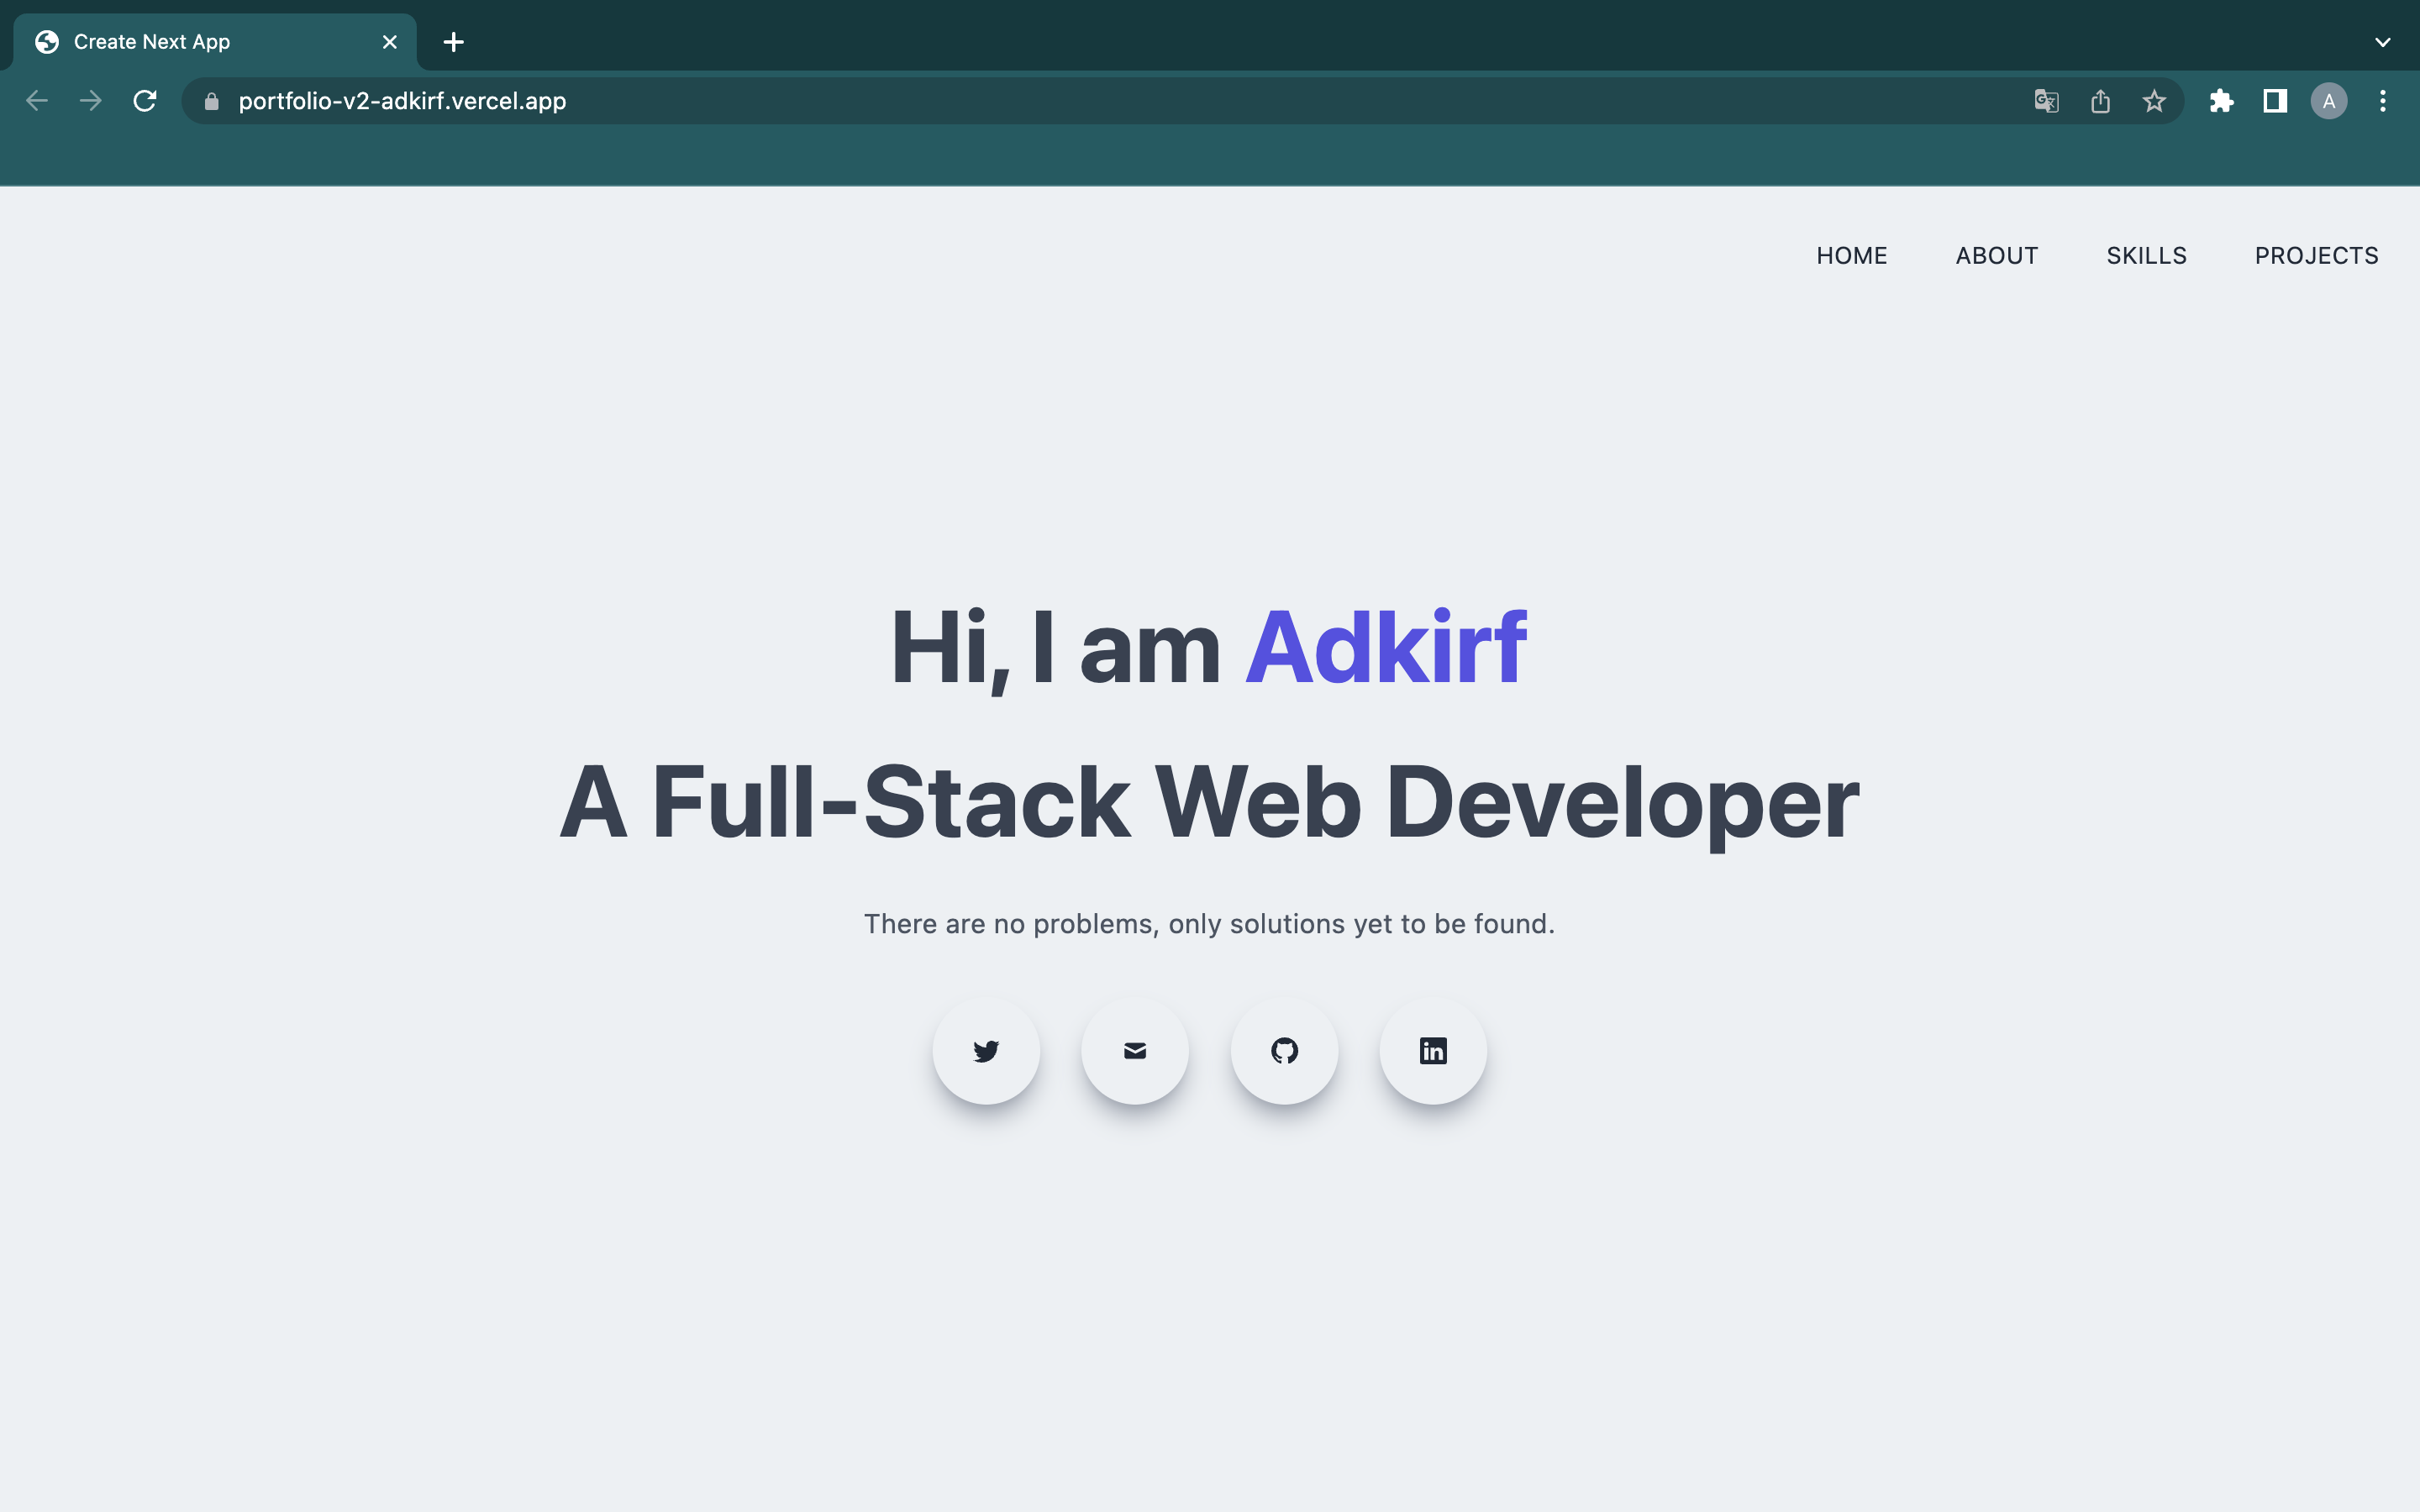 Create Next App
portfolio-v2-adkirf.vercel.app
A
HOME ABOUT SKILLS PROJECTS
Hi, I am Adkirf
A Full-Stack Web Developer
There are no problems, only solutions yet to be found.
in